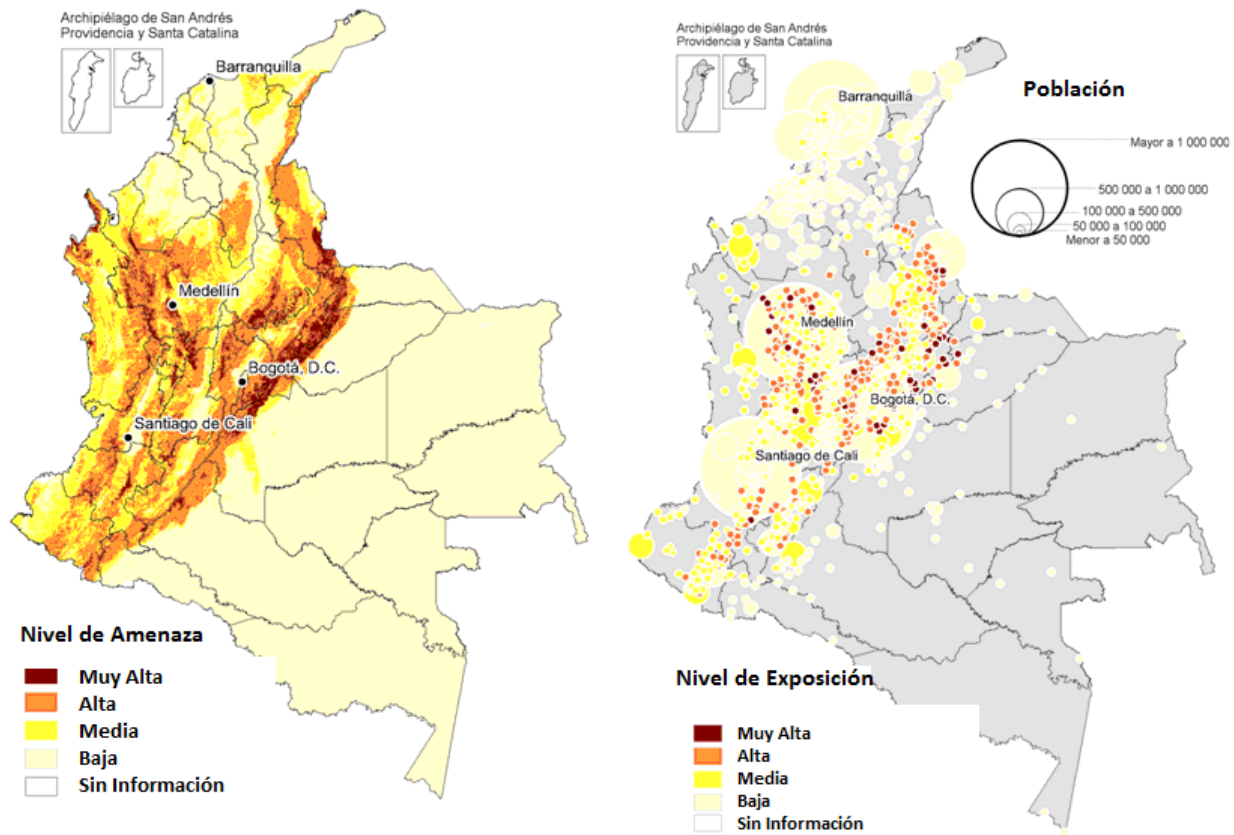 Archipiélago de San Andrés
Providencia y Santa Catalina
Barranquilla
Medellín
Bogotá, D.C.
Santiago de Cali
Nivel de Amenaza
Muy Alta
Alta
Media
Baja
Sin Información
Archipiélago de San Andrés
Providencia y Santa Catalina
Barranquilla
Población
Mayor a 1 000 000
500 000 a 1 000 000
100 000 a 500 000
50 000 a 100 000
Menor a 50 000
Medellín
Bogotá, D.C.
Santiago de Cali
Nivel de Exposición
Muy Alta
Alta
Media
Baja
Sin Información